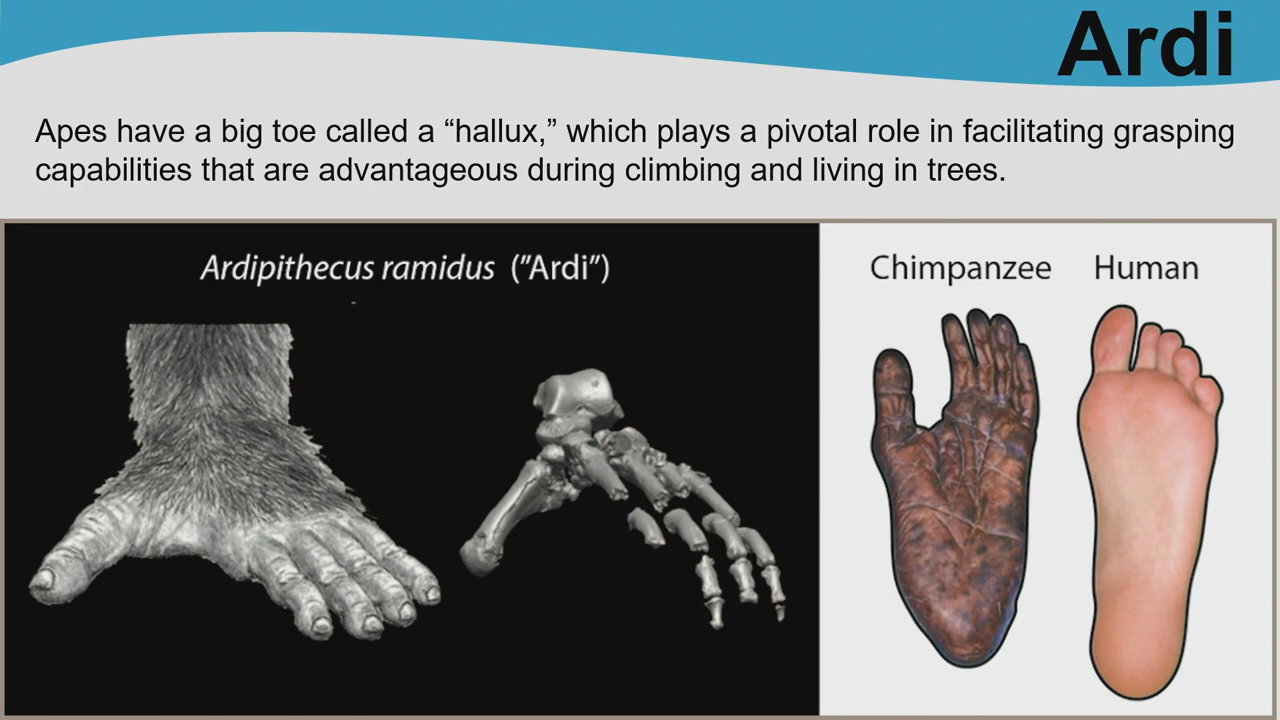 Ardi
Apes have a big toe called a “hallux,” which plays a pivotal role in facilitating grasping
capabilities that are advantageous during climbing and living in trees.
Ardipithecus ramidus (”Ardi”)
Chimpanzee
Human